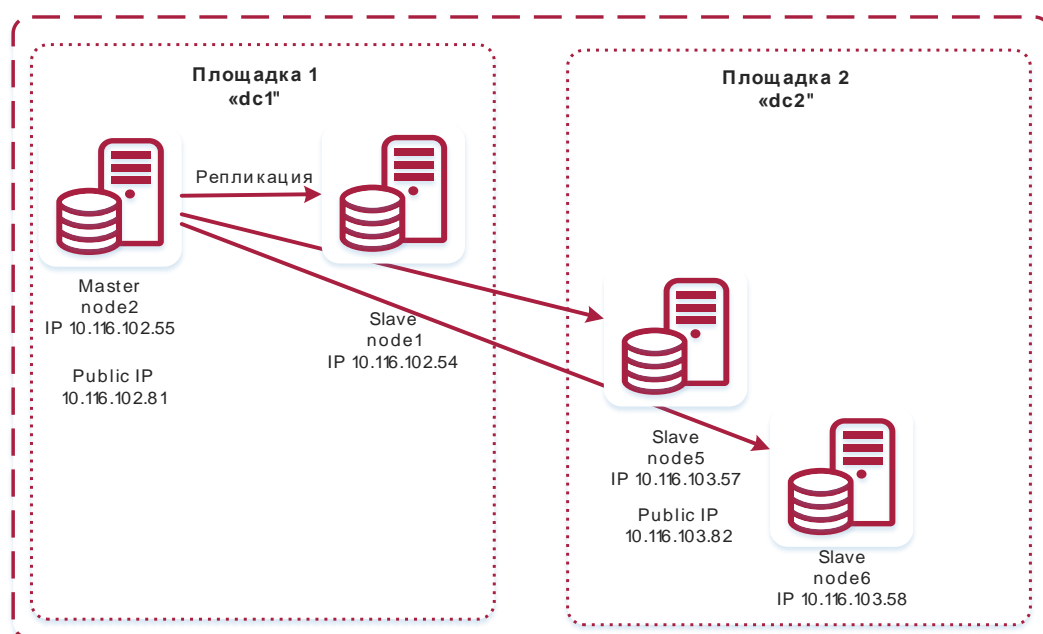 Площадка 1
«dc1"
Репликация
Master
node2
IP 10.116.102.55
Public IP
10.116.102.81
Slave
node1
IP 10.116.102.54
Площадка 2
«dc2"
Slave
node5
IP 10.116.103.57
Public IP
10.116.103.82
Slave
node6
IP 10.116.103.58